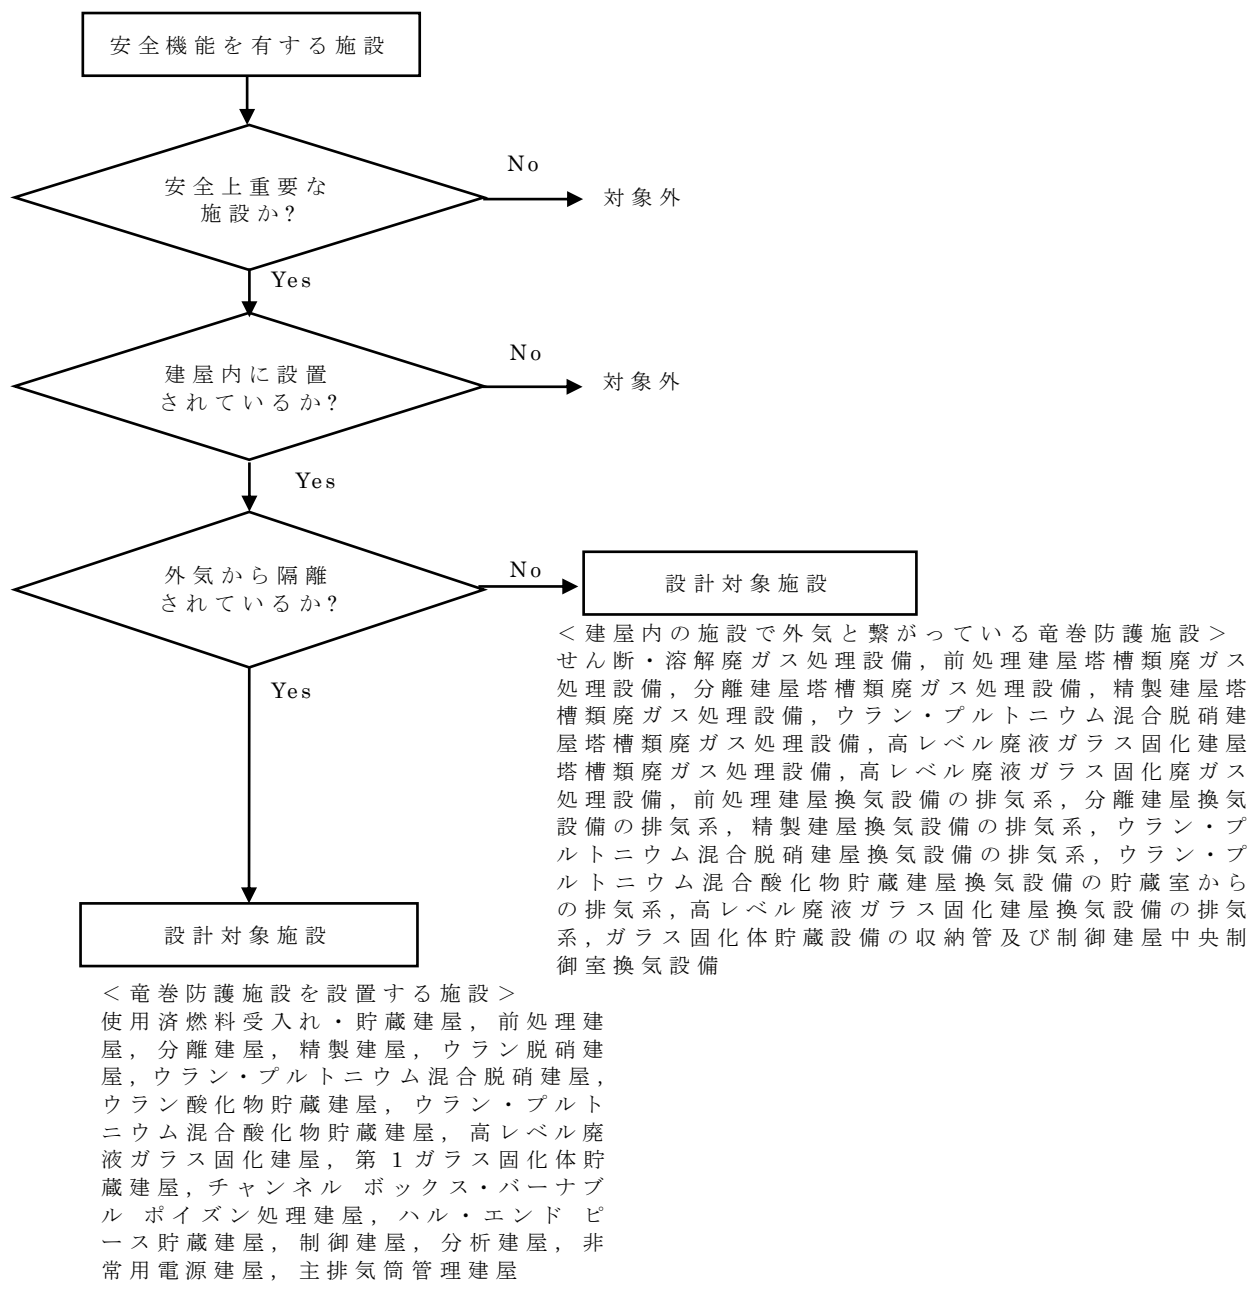 安全機能を有する施設
安全上重要な
施設か?
No
対象外
Yes
建屋内に設置
されているか?
No
対象外
Yes
外気から隔離
されているか?
No
設計対象施設
＜建屋内の施設で外気と繋がっている竜巻防護施設＞
せん断・溶解廃ガス処理設備，前処理建屋塔槽類廃ガス
処理設備，分離建屋塔槽類廃ガス処理設備，精製建屋塔
槽類廃ガス処理設備，ウラン・プルトニウム混合脱硝建
屋塔槽類廃ガス処理設備，高レベル廃液ガラス固化建屋
塔槽類廃ガス処理設備，高レベル廃液ガラス固化廃ガス
処理設備，前処理建屋換気設備の排気系，分離建屋換気
設備の排気系，精製建屋換気設備の排気系，ウラン・プ
ルトニウム混合脱硝建屋換気設備の排気系，ウラン・プ
ルトニウム混合酸化物貯蔵建屋換気設備の貯蔵室から
の排気系，高レベル廃液ガラス固化建屋換気設備の排気
系，ガラス固化体貯蔵設備の収納管及び制御建屋中央制
御室換気設備
Yes
設計対象施設
＜竜巻防護施設を設置する施設＞
使用済燃料受入れ・貯蔵建屋，前処理建
屋，分離建屋，精製建屋，ウラン脱硝建
屋，ウラン・プルトニウム混合脱硝建屋，
ウラン酸化物貯蔵建屋，ウラン・プルト
ニウム混合酸化物貯蔵建屋，高レベル廃
液ガラス固化建屋，第1ガラス固化体貯
蔵建屋，チャンネル ボックス・バーナブ
ル ポイズン処理建屋，ハル・エンド ピ
ース貯蔵建屋，制御建屋，分析建屋，非
常用電源建屋，主排気筒管理建屋